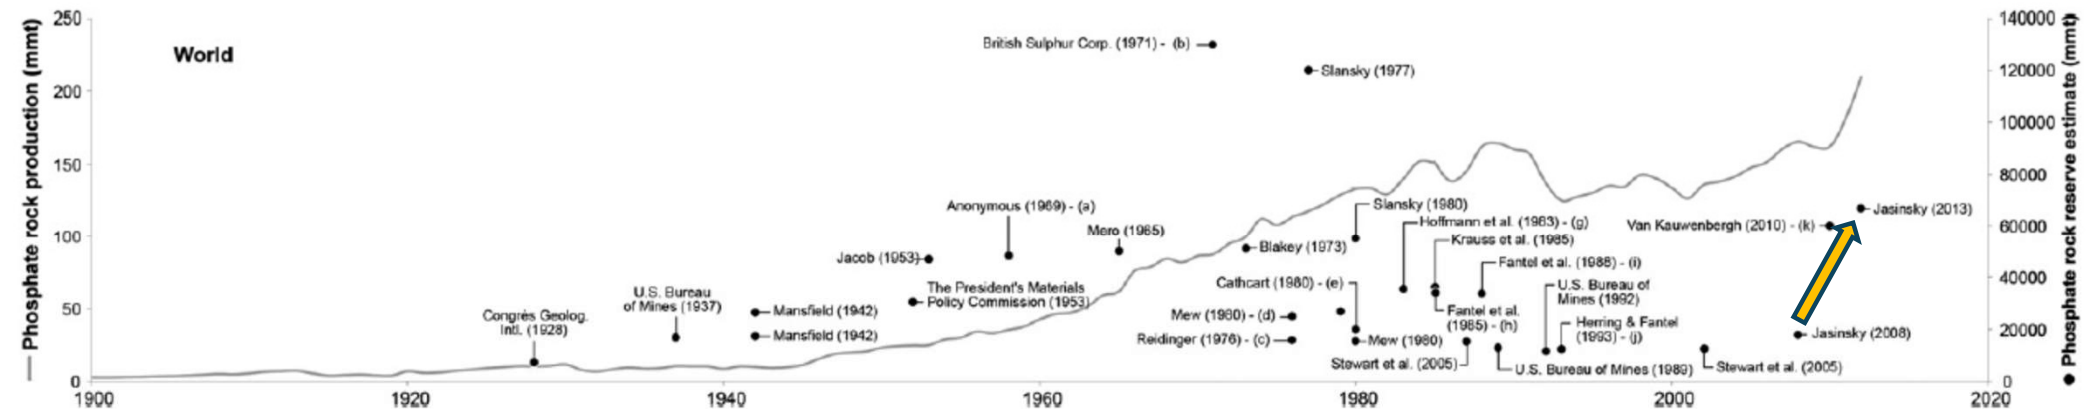 World
Phosphate rock production (mmt)
250
200
150
100
50
0
1900
1920
1940
1960
1980
2000
2020
140000
120000
100000
80000
60000
40000
20000
0
Phosphate rock reserve estimate (mmt)
British Sulphur Corp. (1971) - (b)
Slansky (1977)
Anonymous (1969) - (a)
Mero (1965)
Jacob (1953)
The President's Materials
Policy Commission (1953)
U.S. Bureau
of Mines (1937)
Mansfield (1942)
Mansfield (1942)
Congrès Geolog.
Intl. (1928)
Blakey (1973)
Slansky (1980)
Hoffmann et al. (1983) - (g)
Krauss et al. (1985)
Fantel et al. (1988) - (i)
Cathcart (1980) - (e)
Mew (1980) - (d)
Reidinger (1976) - (c)
Mew (1980)
Fantel et al.
(1985) - (h)
Stewart et al. (2005)
U.S. Bureau of
Mines (1992)
Herring & Fantel
(1993) - (j)
U.S. Bureau of Mines (1989)
Stewart et al. (2005)
Van Kauwenbergh (2010) - (k)
Jasinsky (2013)
Jasinsky (2008)